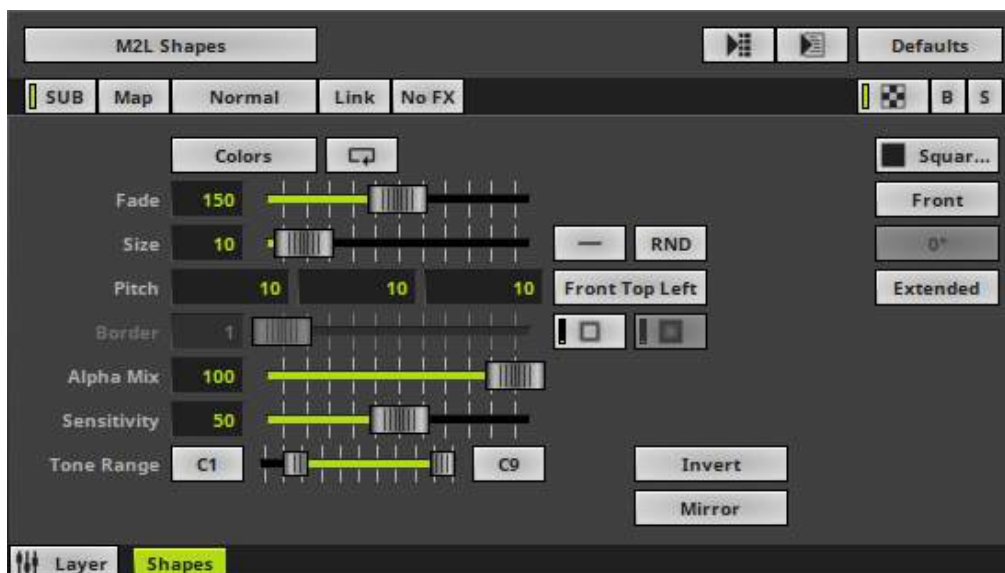 M2L Shapes Defaults
SUB Map Normal Link No FX B S
Colors Squar...
Fade 150 Front
Size 10 RND 0°
Pitch 10 10 10 Front Top Left Extended
Border 1
Alpha Mix 100
Sensitivity 50
Tone Range C1 C9 Invert
Mirror
Layer Shapes